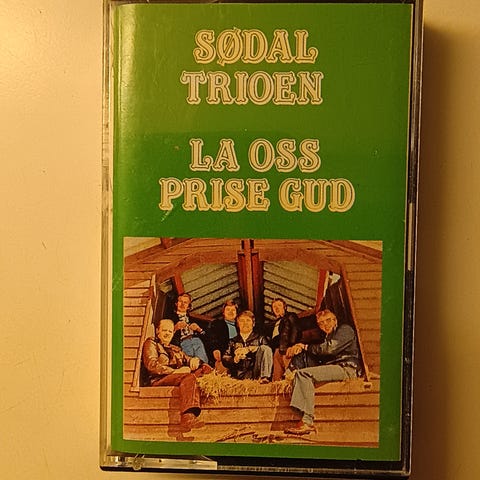 SØDAL
TRIOEN
LA OSS
PRISE GUD